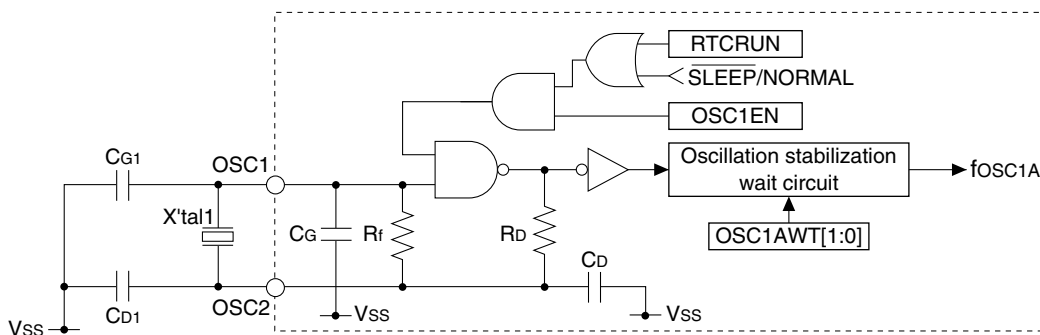 RTCRUN
SLEEP/NORMAL
OSC1EN
CG1
OSC1
Oscillation stabilization
wait circuit
fOSC1A
X'tal1
CG
Rf
RD
OSC1AWT[1:0]
CD
OSC2
CD1
VSS
VSS
VSS